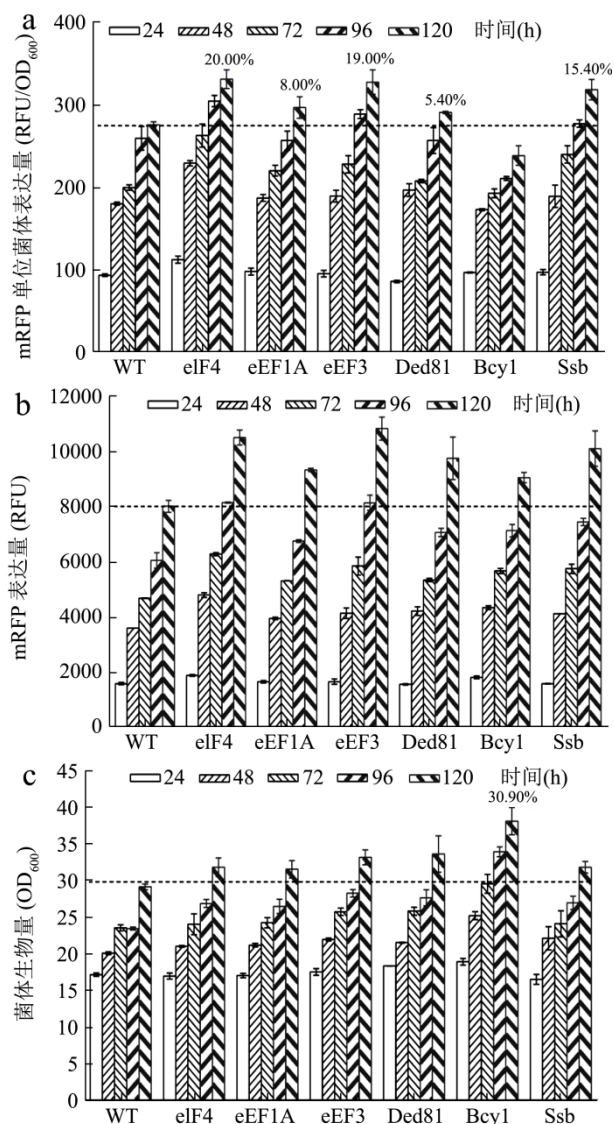 a
24 48 72 96 120 时间(h)
mRFP 单位菌体表达量 (RFU/OD600)
400
300
200
100
0
20.00%
8.00%
19.00%
5.40%
15.40%
WT elF4 eEF1A eEF3 Ded81 Bcy1 Ssb
b
24 48 72 96 120 时间(h)
mRFP 表达量 (RFU)
12000
10000
8000
6000
4000
2000
0
WT elF4 eEF1A eEF3 Ded81 Bcy1 Ssb
c
24 48 72 96 120 时间(h)
菌体生物量 (OD600)
45
40
35
30
25
20
15
10
5
0
30.90%
WT elF4 eEF1A eEF3 Ded81 Bcy1 Ssb